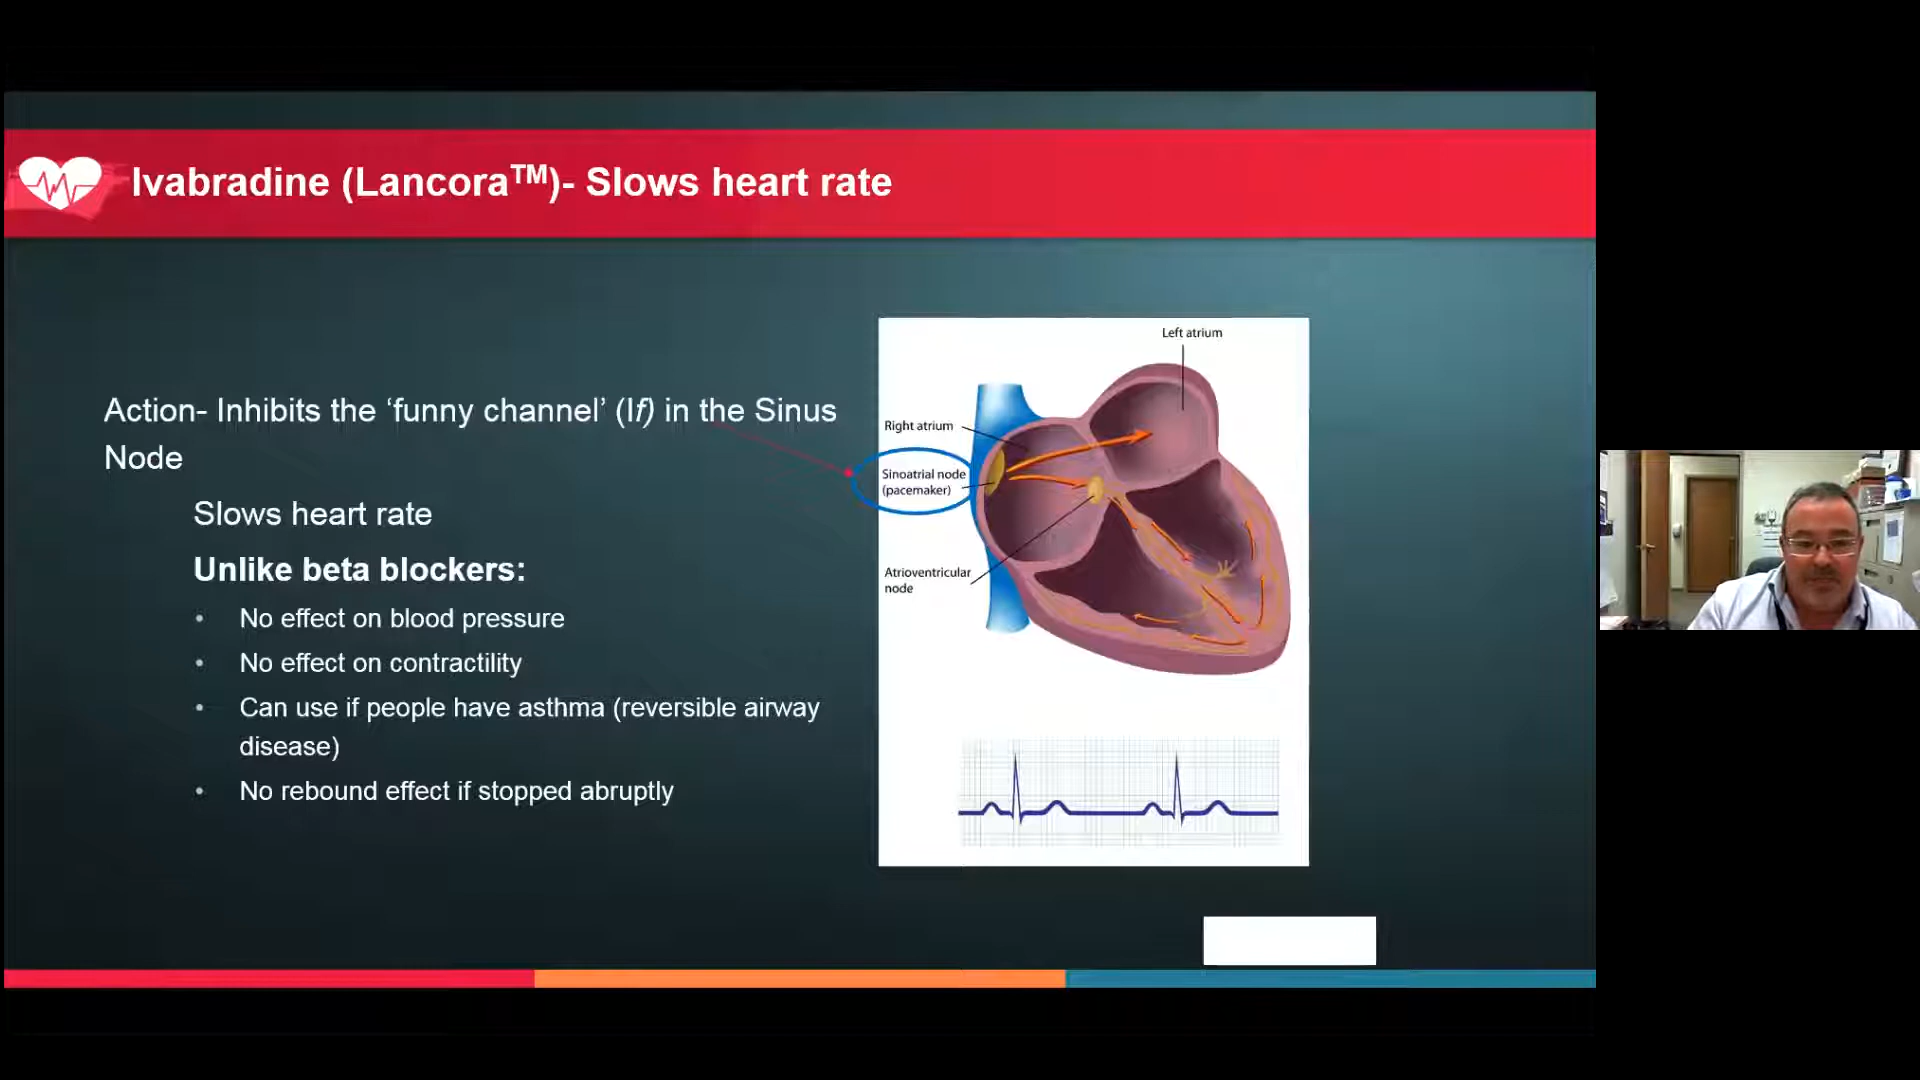 Ivabradine (Lancora™)- Slows heart rate
Action- Inhibits the ‘funny channel’ (If) in the Sinus
Node
Slows heart rate
Unlike beta blockers:
• No effect on blood pressure
• No effect on contractility
• Can use if people have asthma (reversible airway
disease)
• No rebound effect if stopped abruptly
Left atrium
Right atrium
Sinoatrial node
(pacemaker)
Atrioventricular
node